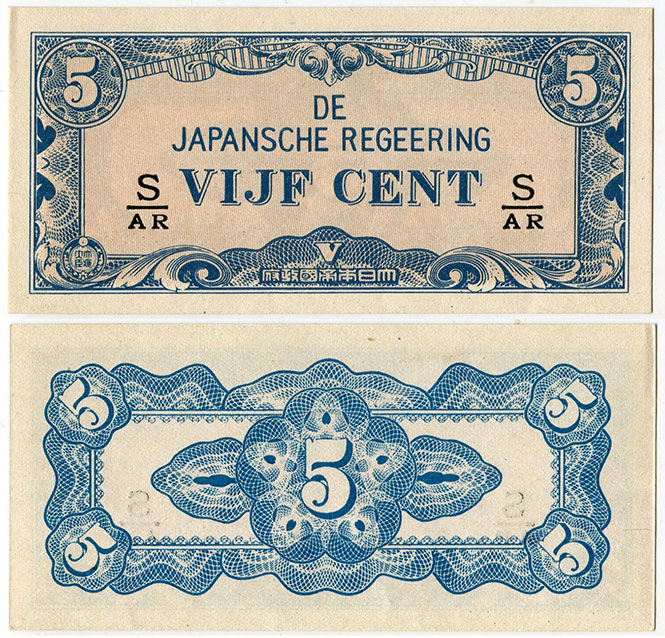 5 5
DE
JAPANSCHE REGEERING
S VIJF CENT S
AR AR
V
府政國帝本日大
5 5
5
5 5